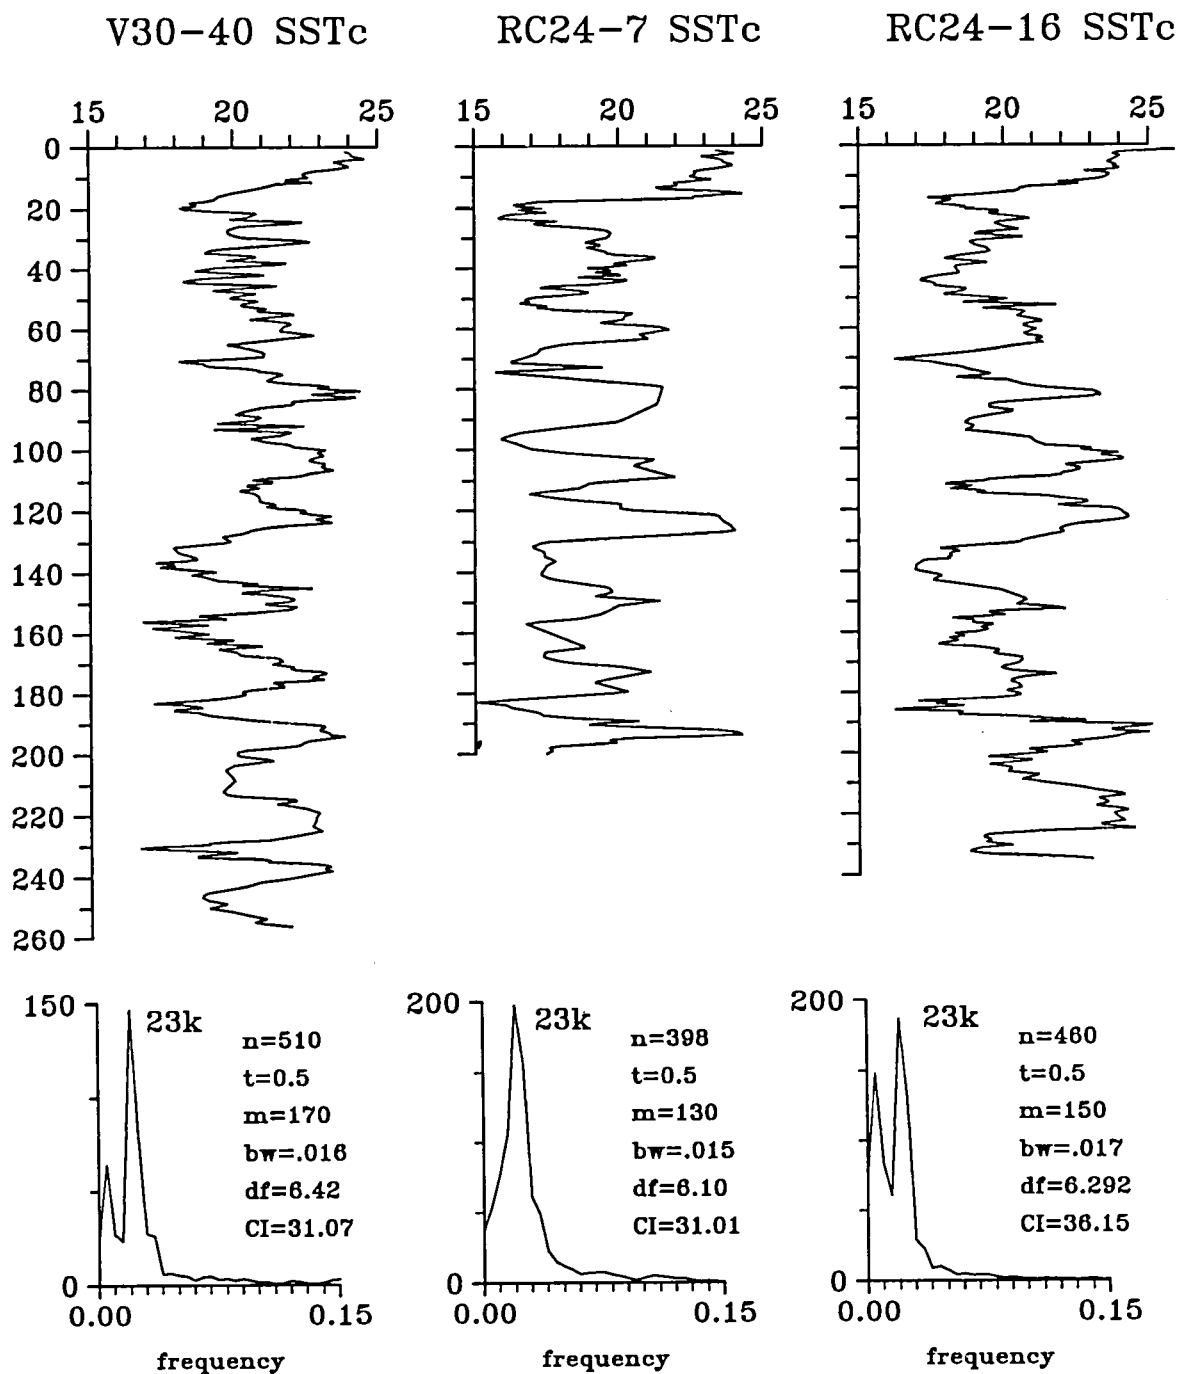 V30-40 SSTc
RC24-7 SSTc
RC24-16 SSTc
15 20 25
15 20 25
15 20 25
0
20
40
60
80
100
120
140
160
180
200
220
240
260
150
23k
n=510
t=0.5
m=170
bw=.016
df=6.42
CI=31.07
0
0.00 0.15
frequency
200
23k
n=398
t=0.5
m=130
bw=.015
df=6.10
CI=31.01
0
0.00 0.15
frequency
200
23k
n=460
t=0.5
m=150
bw=.017
df=6.292
CI=36.15
0
0.00 0.15
frequency